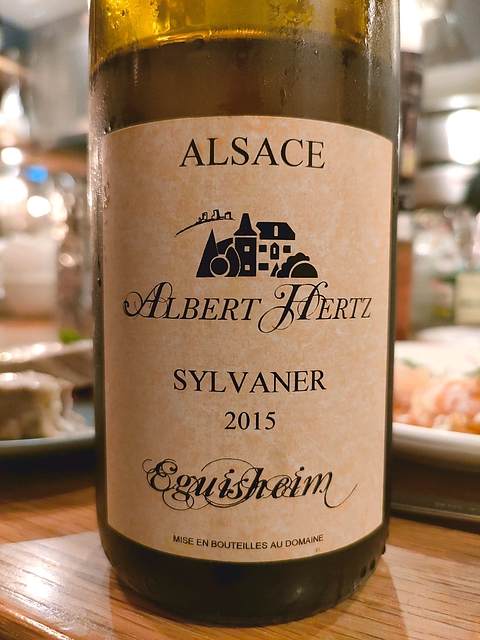 ALSACE
ALBERT HERTZ
SYLVANER
2015
Eguisheim
MISE EN BOUTEILLES AU DOMAINE